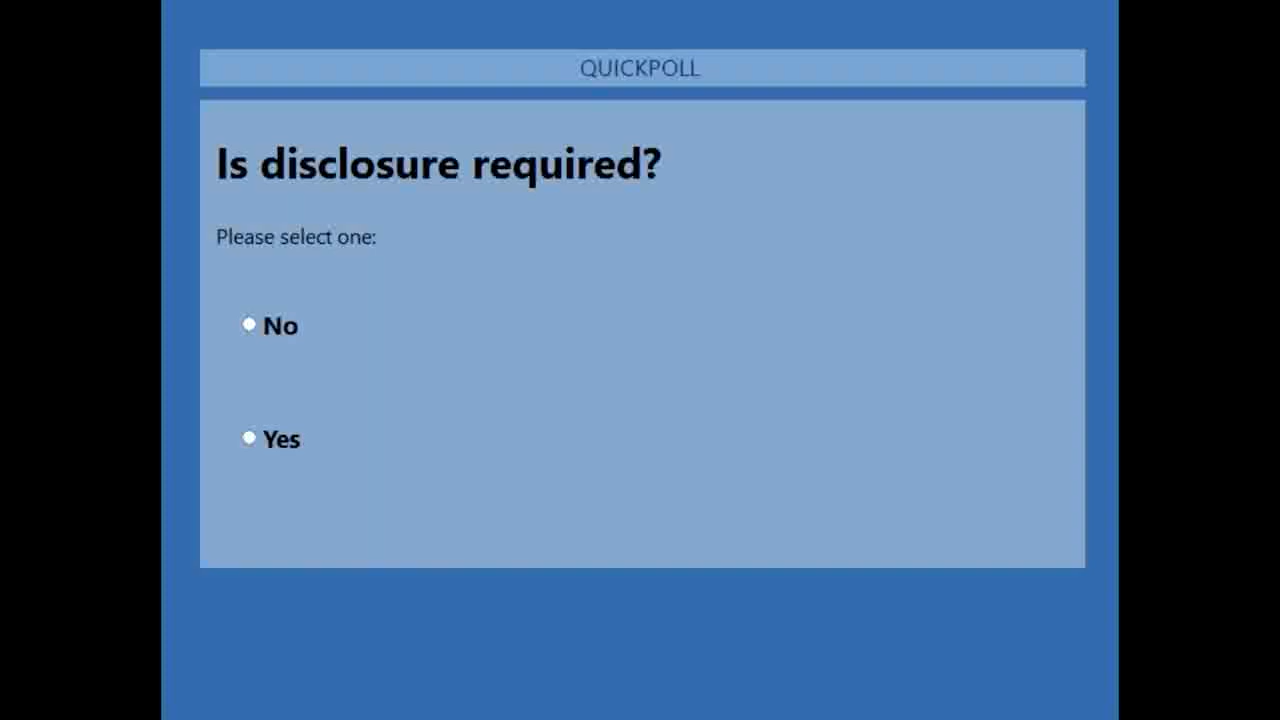 QUICKPOLL
Is disclosure required?
Please select one:
No
Yes